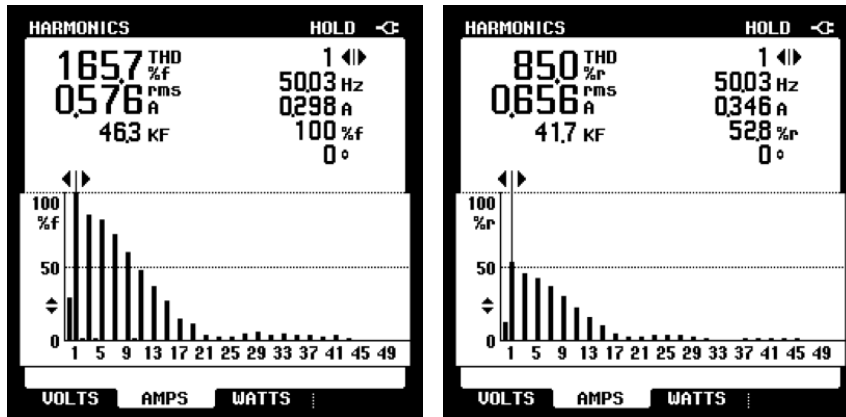 HARMONICS HOLD
165.7 THD %f
1
0.576 rms A
50.03 Hz
0.298 A
46.3 KF
100 %f
0 °
100
%f
50
0
1 5 9 13 17 21 25 29 33 37 41 45 49
VOLTS AMPS WATTS
HARMONICS HOLD
85.0 THD %r
1
0.656 rms A
50.03 Hz
0.346 A
41.7 KF
52.8 %r
0 °
100
%r
50
0
1 5 9 13 17 21 25 29 33 37 41 45 49
VOLTS AMPS WATTS